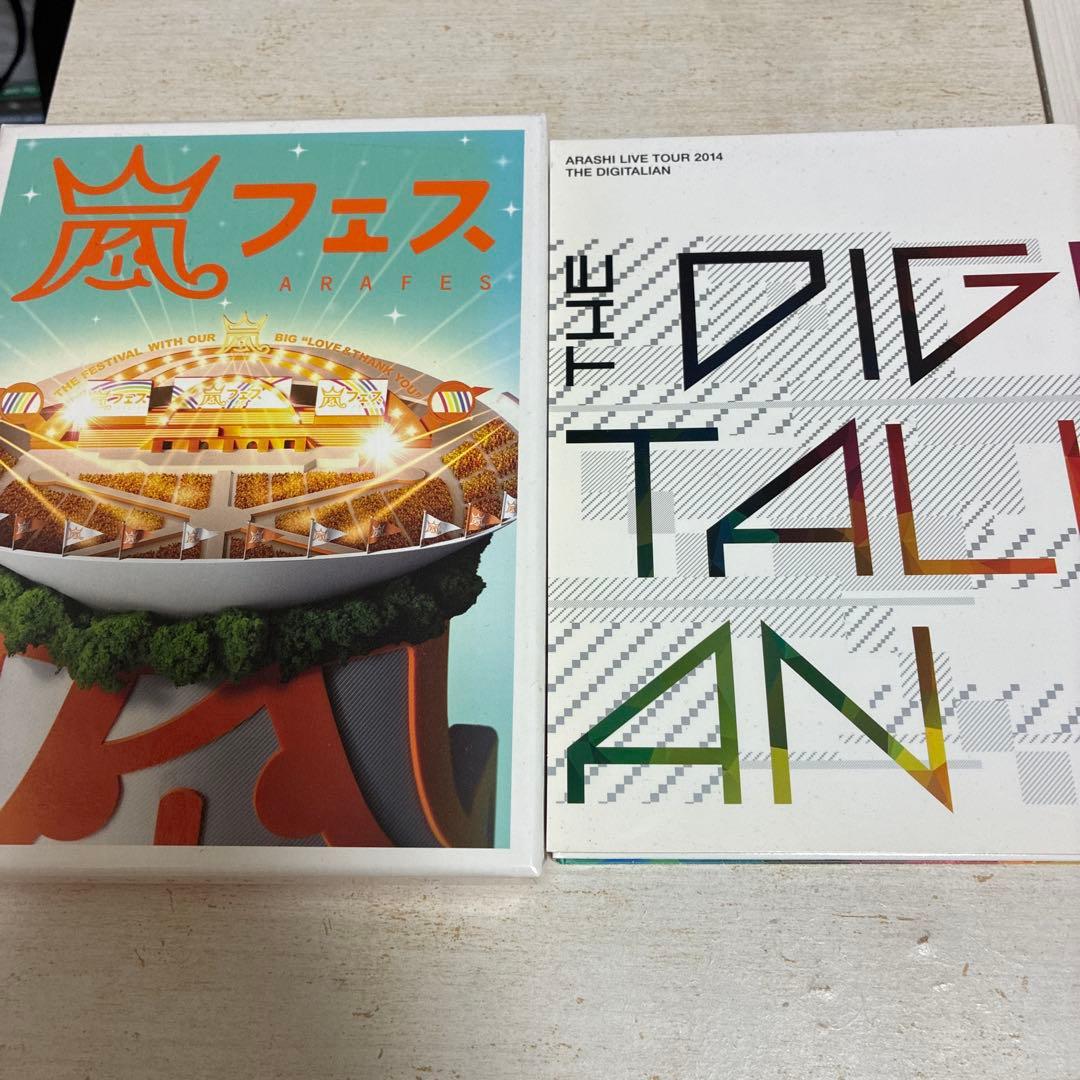 嵐フェス
ARAFES
THE FESTIVAL WITH OUR BIG "LOVE & THANK YOU!!"
嵐フェス
嵐フェス
嵐フェス
ARASHI LIVE TOUR 2014
THE DIGITALIAN
THE DIGI
TALI
AN